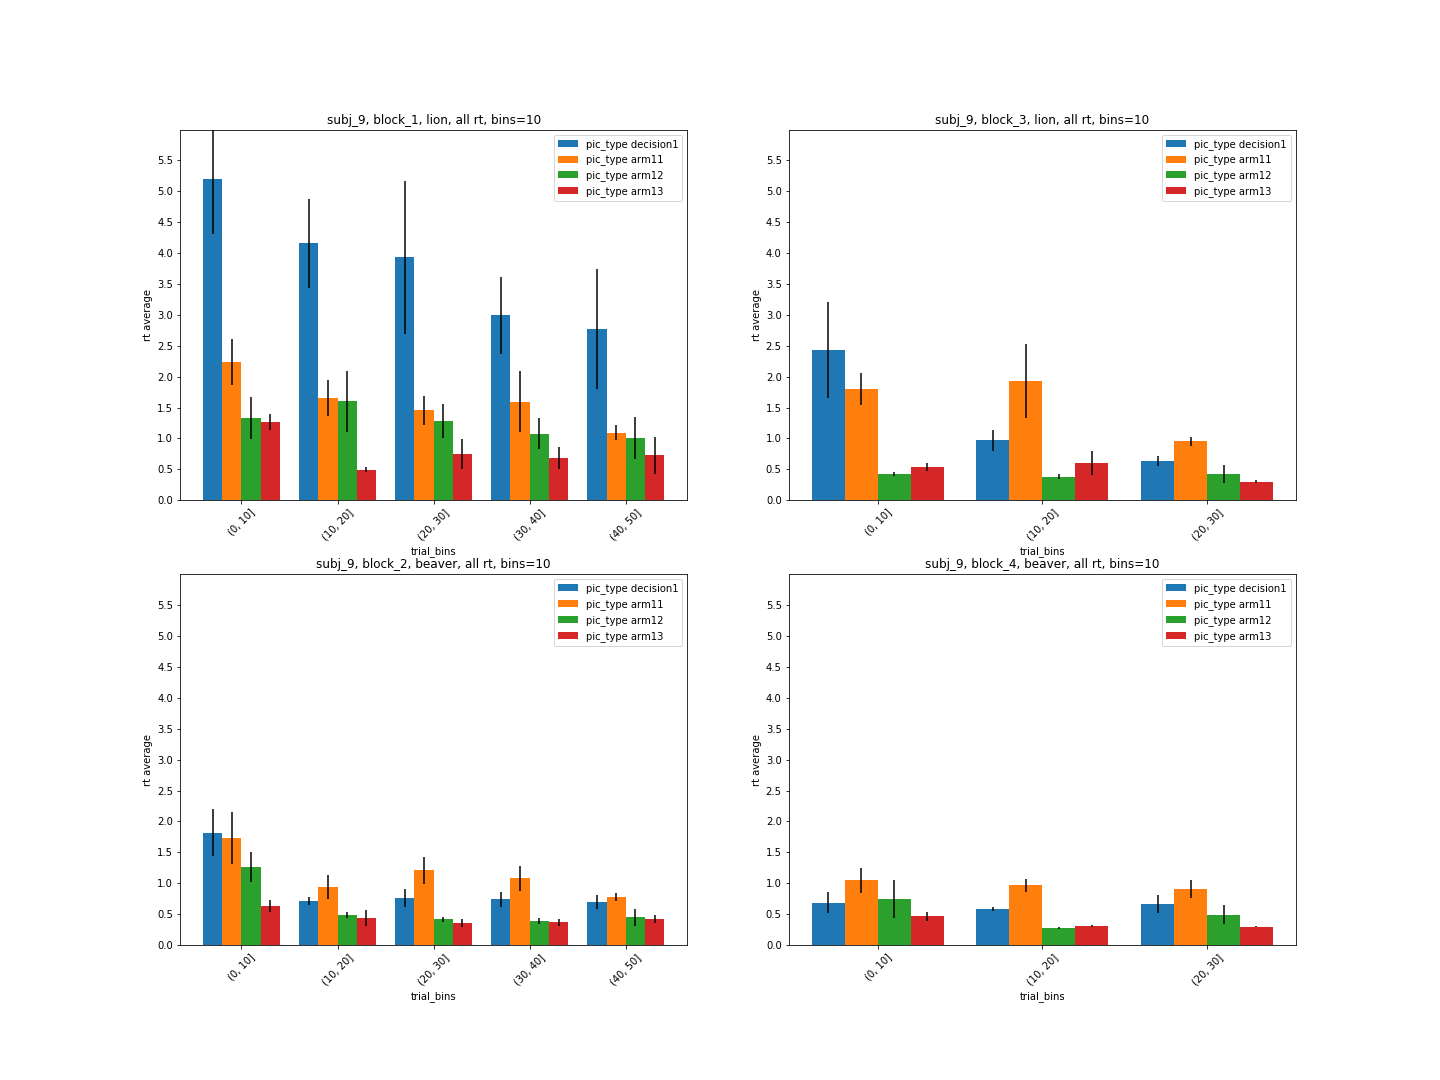 subj_9, block_1, lion, all rt, bins=10
pic_type decision1
pic_type arm11
pic_type arm12
pic_type arm13
5.5
5.0
4.5
4.0
3.5
3.0
2.5
2.0
1.5
1.0
0.5
0.0
rt average
(0, 10]
(10, 20]
(20, 30]
(30, 40]
(40, 50]
trial_bins
subj_9, block_3, lion, all rt, bins=10
pic_type decision1
pic_type arm11
pic_type arm12
pic_type arm13
5.5
5.0
4.5
4.0
3.5
3.0
2.5
2.0
1.5
1.0
0.5
0.0
rt average
(0, 10]
(10, 20]
(20, 30]
trial_bins
subj_9, block_2, beaver, all rt, bins=10
pic_type decision1
pic_type arm11
pic_type arm12
pic_type arm13
5.5
5.0
4.5
4.0
3.5
3.0
2.5
2.0
1.5
1.0
0.5
0.0
rt average
(0, 10]
(10, 20]
(20, 30]
(30, 40]
(40, 50]
trial_bins
subj_9, block_4, beaver, all rt, bins=10
pic_type decision1
pic_type arm11
pic_type arm12
pic_type arm13
5.5
5.0
4.5
4.0
3.5
3.0
2.5
2.0
1.5
1.0
0.5
0.0
rt average
(0, 10]
(10, 20]
(20, 30]
trial_bins